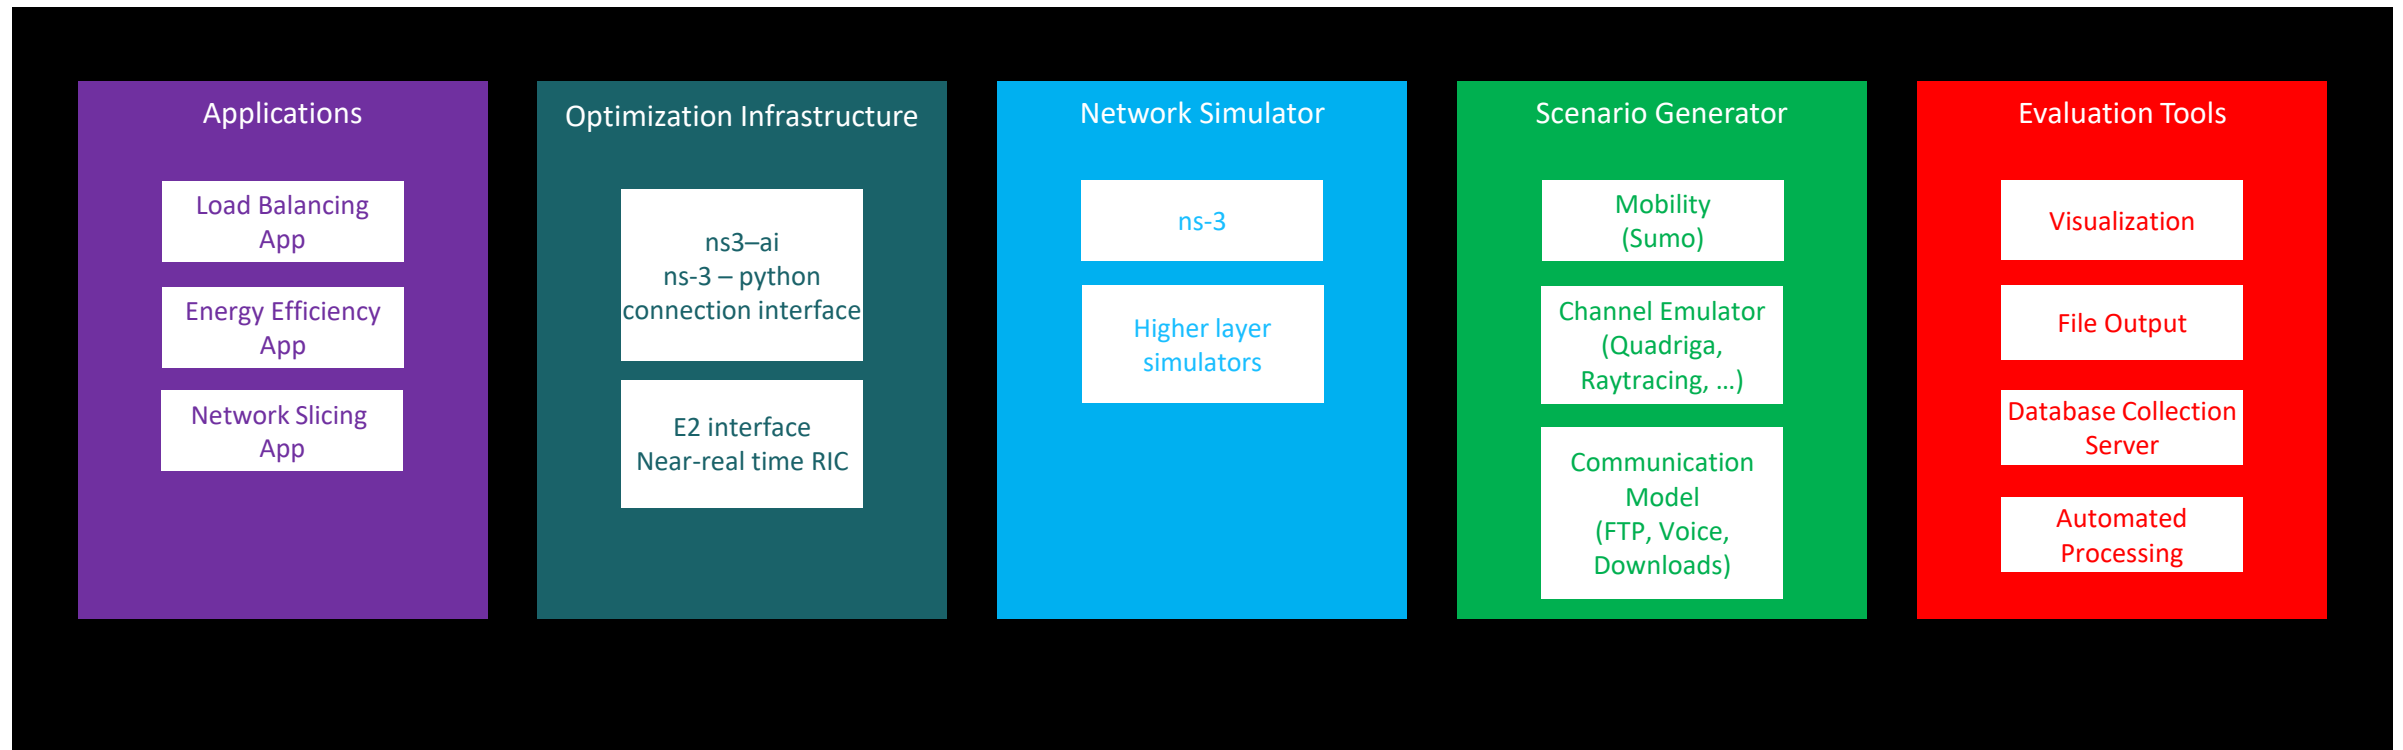 Applications
Load Balancing
App
Energy Efficiency
App
Network Slicing
App
Optimization Infrastructure
ns3–ai
ns-3 – python
connection interface
E2 interface
Near-real time RIC
Network Simulator
ns-3
Higher layer
simulators
Scenario Generator
Mobility
(Sumo)
Channel Emulator
(Quadriga,
Raytracing, ...)
Communication
Model
(FTP, Voice,
Downloads)
Evaluation Tools
Visualization
File Output
Database Collection
Server
Automated
Processing